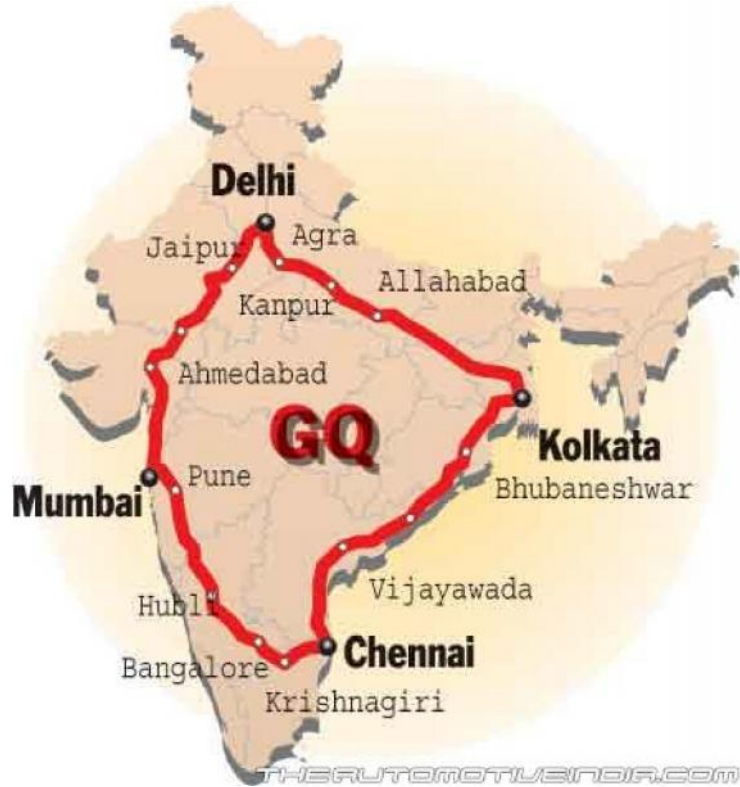 Delhi
Jaipur
Agra
Kanpur
Allahabad
Ahmedabad
GQ
Kolkata
Mumbai
Pune
Bhubaneshwar
Hubli
Vijayawada
Bangalore
Chennai
Krishnagiri
THEAUTOMOTIVEINDIA.COM